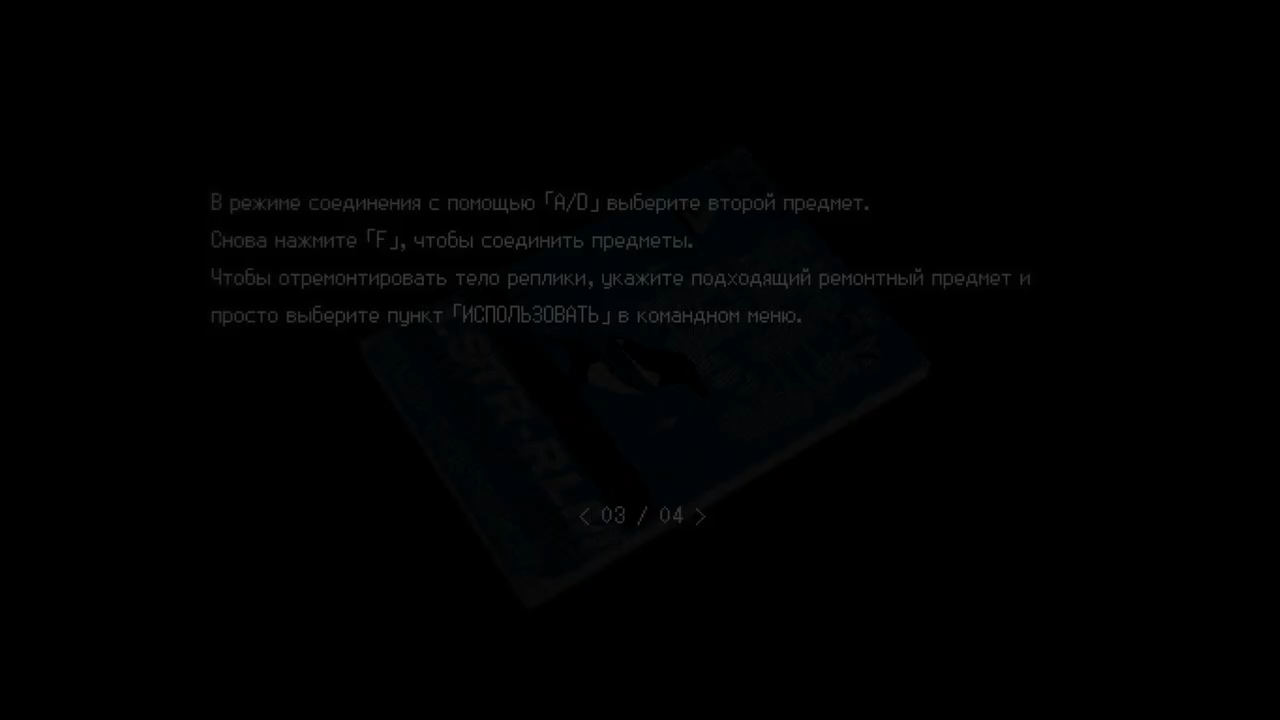 В режиме соединения с помощью 「A/D」 выберите второй предмет.
Снова нажмите 「F」, чтобы соединить предметы.
Чтобы отремонтировать тело реплики, укажите подходящий ремонтный предмет и
просто выберите пункт 「ИСПОЛЬЗОВАТЬ」 в командном меню.
< 03 / 04 >